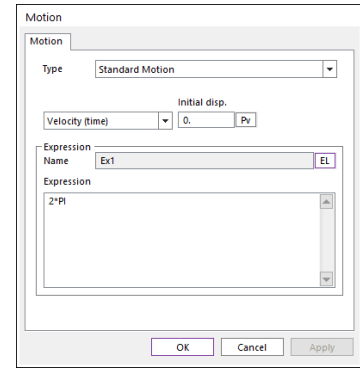 Motion
Motion
Type Standard Motion
Initial disp.
Velocity (time) 0. Pv
Expression
Name Ex1 EL
Expression
2*PI
OK Cancel Apply